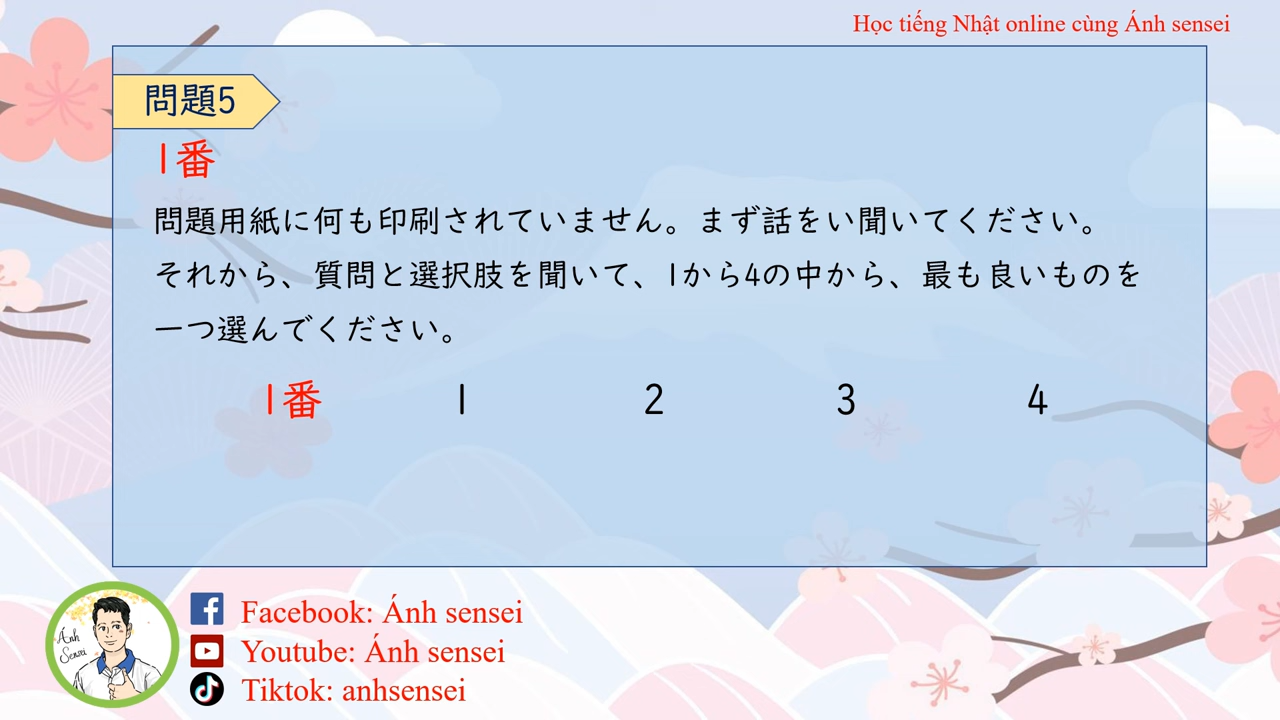 Học tiếng Nhật online cùng Ánh sensei
問題5
1番
問題用紙に何も印刷されていません。まず話をい聞いてください。
それから、質問と選択肢を聞いて、1から4の中から、最も良いものを
一つ選んでください。
1番 1 2 3 4
Ánh
Sensei
Facebook: Ánh sensei
Youtube: Ánh sensei
Tiktok: anhsensei